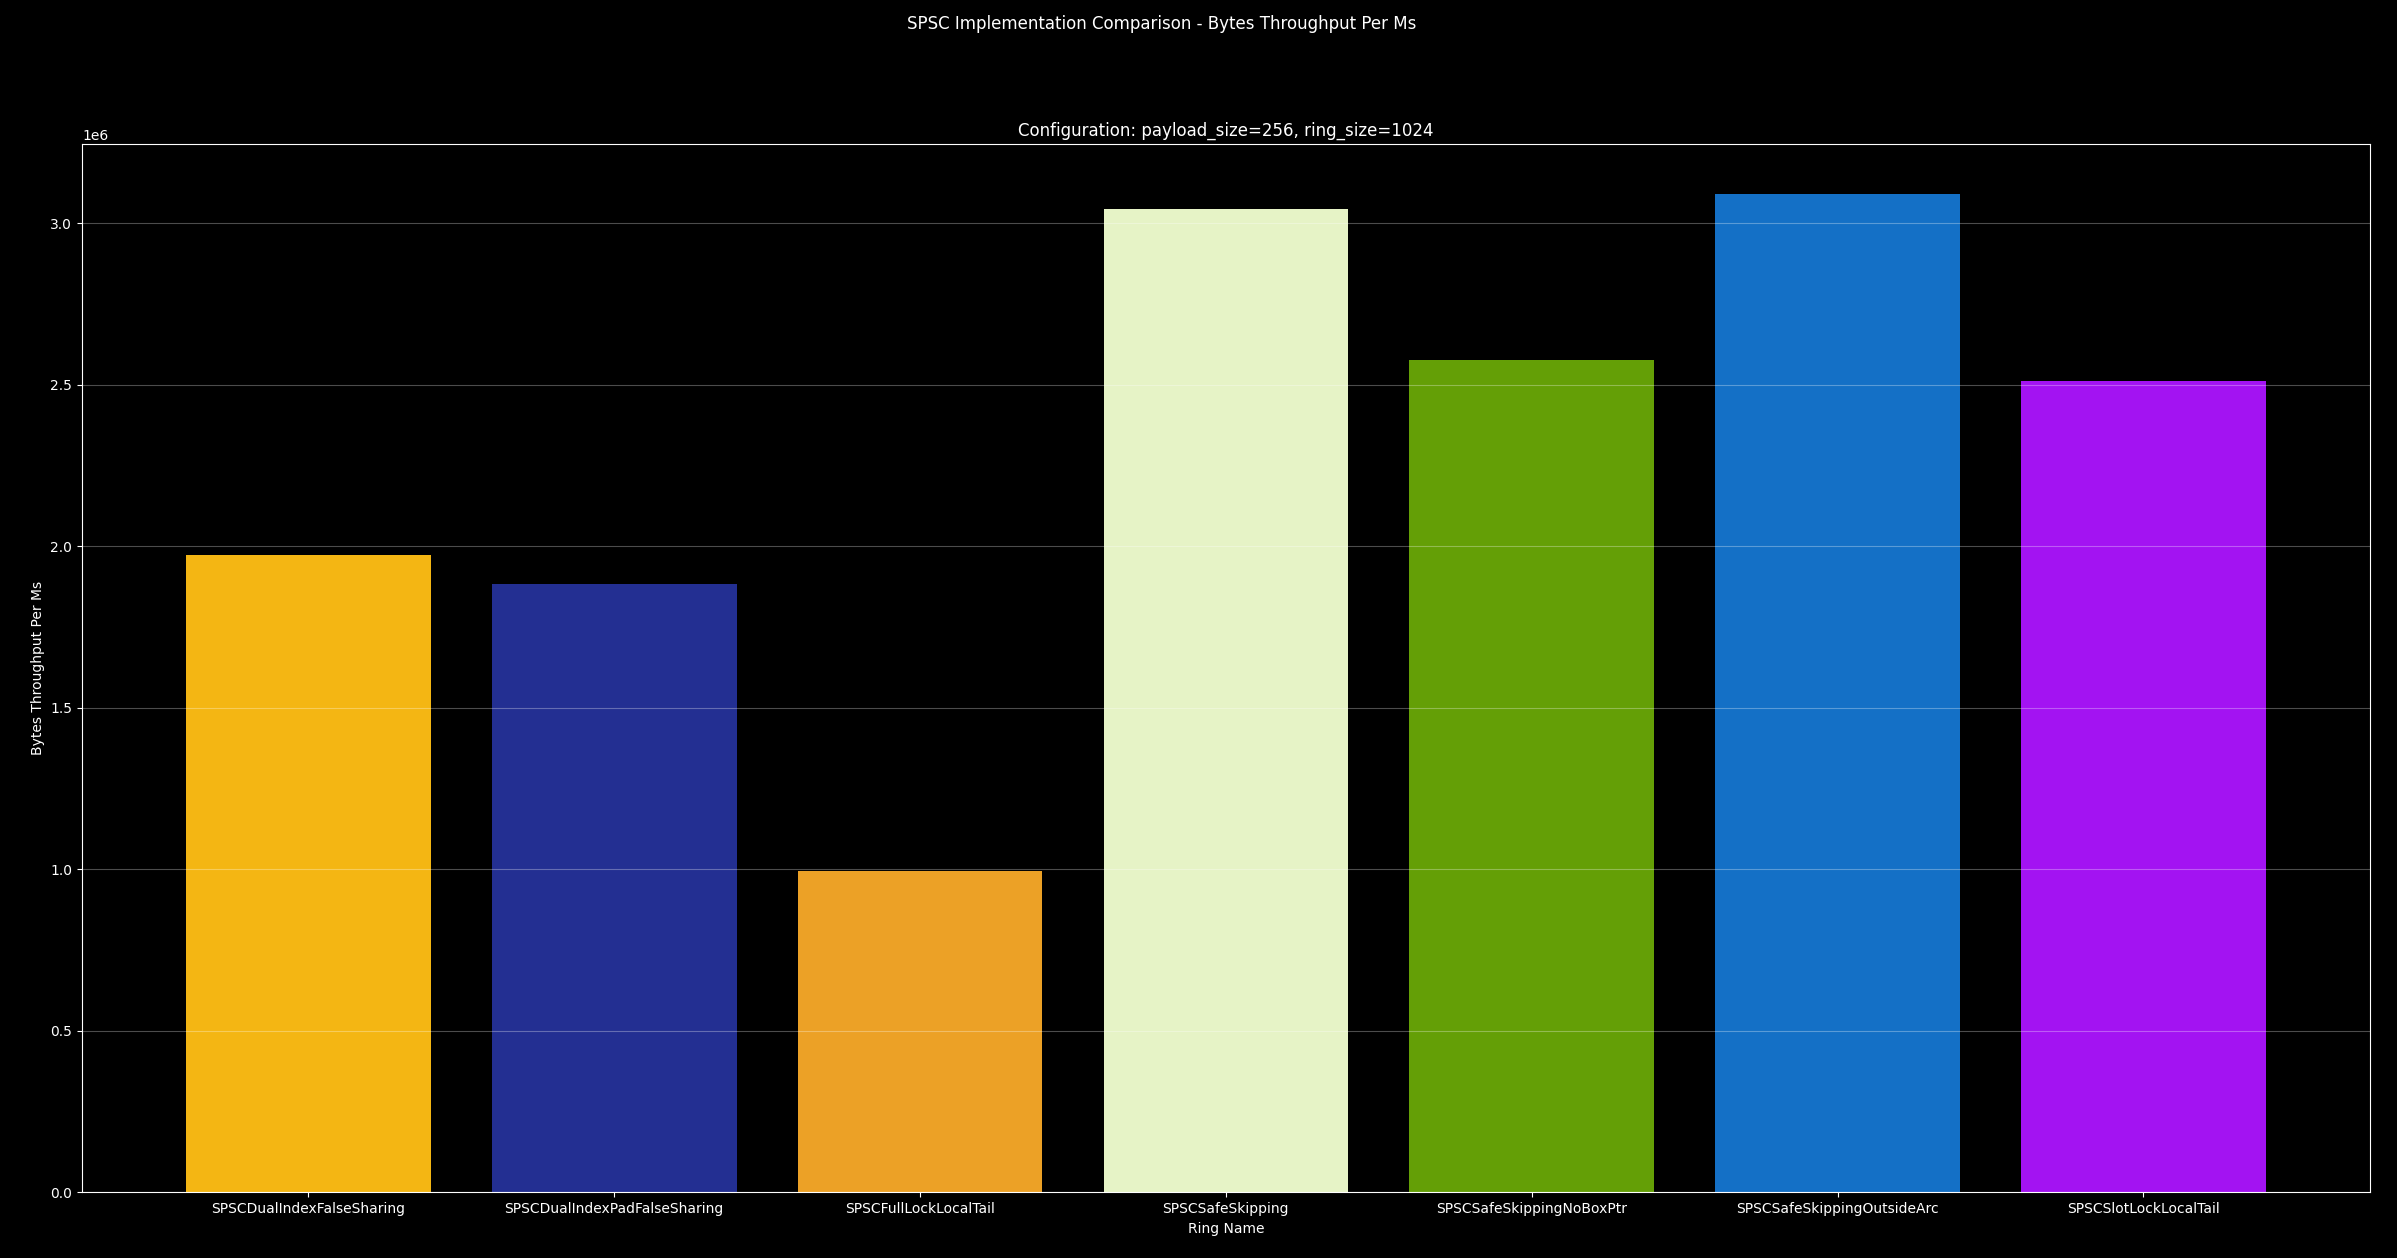 SPSC Implementation Comparison - Bytes Throughput Per Ms
Configuration: payload_size=256, ring_size=1024
1e6
3.0
2.5
2.0
1.5
1.0
0.5
0.0
Bytes Throughput Per Ms
SPSCDualIndexFalseSharing
SPSCDualIndexPadFalseSharing
SPSCFullLockLocalTail
SPSCSafeSkipping
SPSCSafeSkippingNoBoxPtr
SPSCSafeSkippingOutsideArc
SPSCSlotLockLocalTail
Ring Name